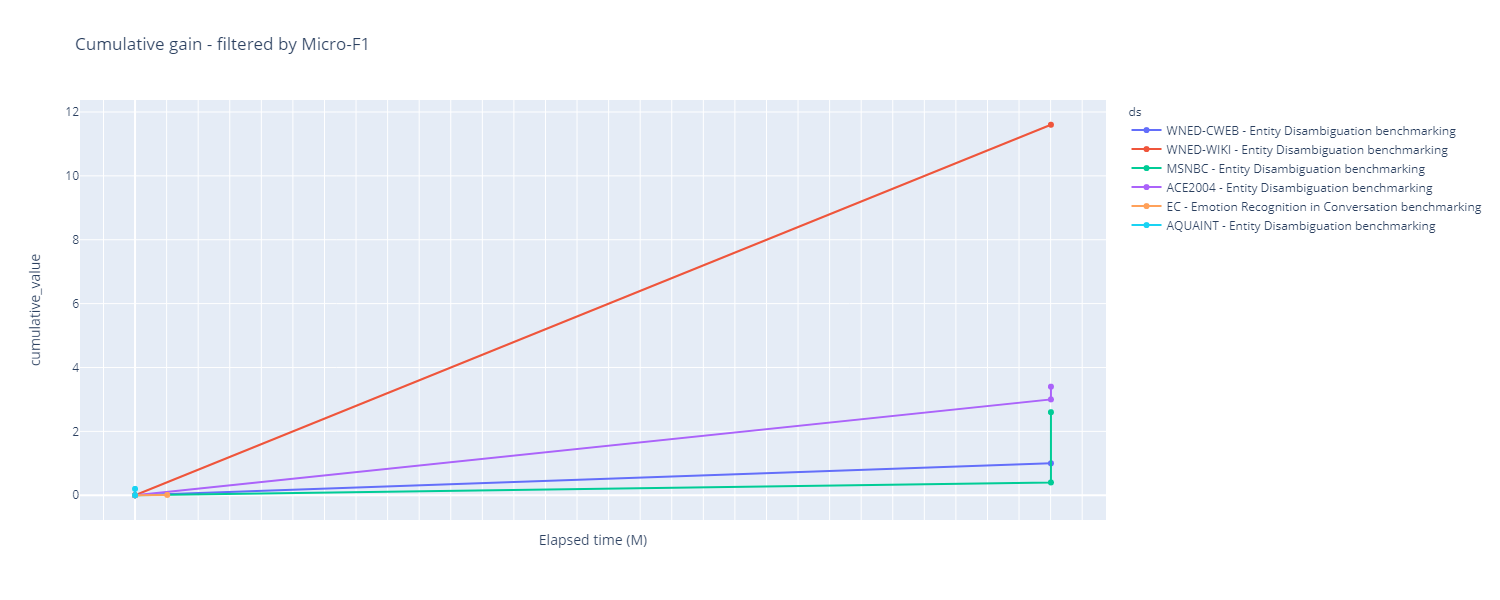 Cumulative gain - filtered by Micro-F1
12
10
8
6
4
2
0
cumulative_value
Elapsed time (M)
ds
WNED-CWEB - Entity Disambiguation benchmarking
WNED-WIKI - Entity Disambiguation benchmarking
MSNBC - Entity Disambiguation benchmarking
ACE2004 - Entity Disambiguation benchmarking
EC - Emotion Recognition in Conversation benchmarking
AQUAINT - Entity Disambiguation benchmarking